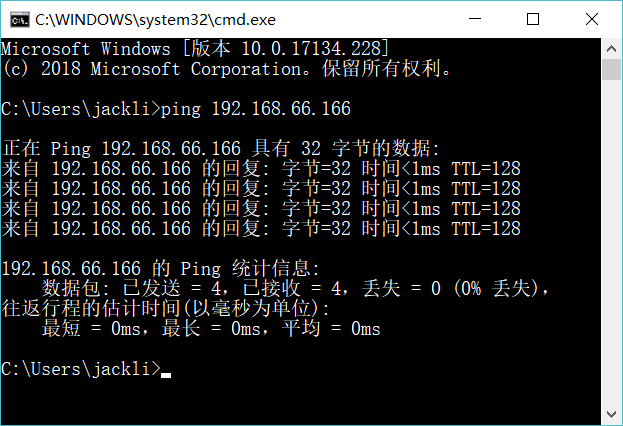 C:\WINDOWS\system32\cmd.exe
Microsoft Windows [版本 10.0.17134.228]
(c) 2018 Microsoft Corporation。保留所有权利。
C:\Users\jackli>ping 192.168.66.166
正在 Ping 192.168.66.166 具有 32 字节的数据:
来自 192.168.66.166 的回复: 字节=32 时间<1ms TTL=128
来自 192.168.66.166 的回复: 字节=32 时间<1ms TTL=128
来自 192.168.66.166 的回复: 字节=32 时间<1ms TTL=128
来自 192.168.66.166 的回复: 字节=32 时间<1ms TTL=128
192.168.66.166 的 Ping 统计信息:
    数据包: 已发送 = 4，已接收 = 4，丢失 = 0 (0% 丢失)，
往返行程的估计时间(以毫秒为单位):
    最短 = 0ms，最长 = 0ms，平均 = 0ms
C:\Users\jackli>